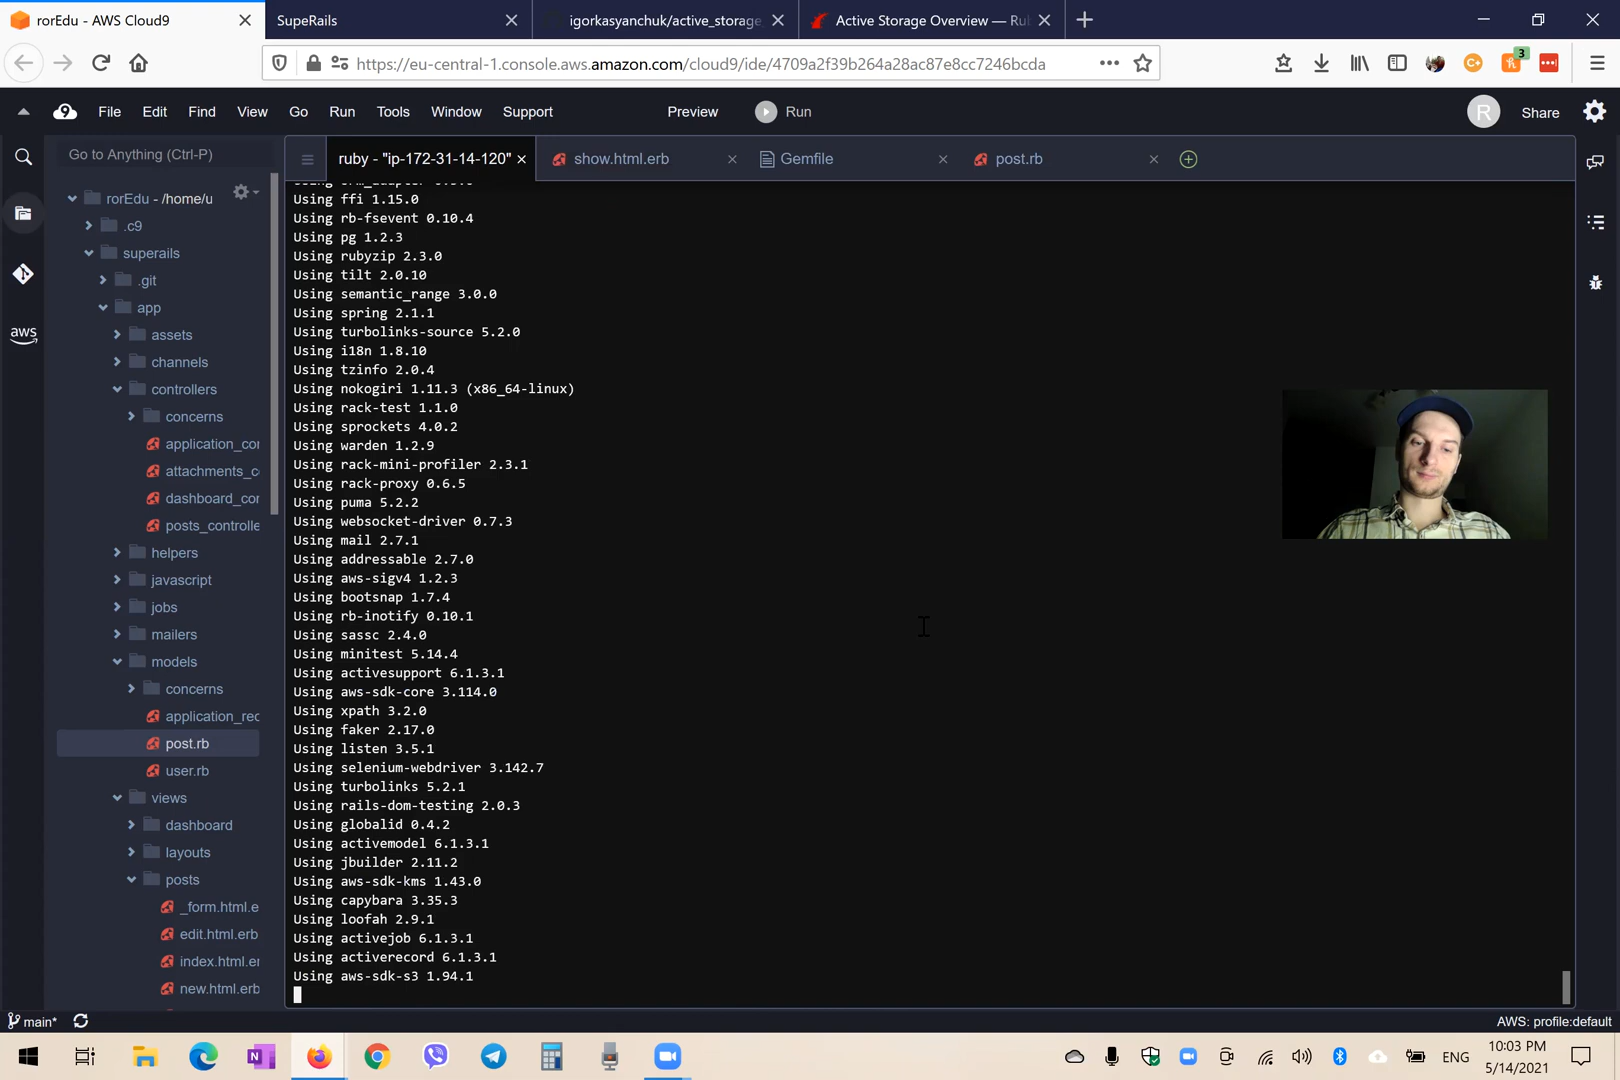 rorEdu - AWS Cloud9
SupeRails
igorkasyanchuk/active_storage_
Active Storage Overview — Ru
https://eu-central-1.console.aws.amazon.com/cloud9/ide/4709a2f39b264a28ac87e8cc7246bcda
3
9
File
Edit
Find
View
Go
Run
Tools
Window
Support
Preview
Run
R
Share
Go to Anything (Ctrl-P)
ruby - "ip-172-31-14-120"
show.html.erb
Gemfile
post.rb
aws
rorEdu - /home/u
.c9
superails
.git
app
assets
channels
controllers
concerns
application_cor
attachments_c
dashboard_cor
posts_controlle
helpers
javascript
jobs
mailers
models
concerns
application_rec
post.rb
user.rb
views
dashboard
layouts
posts
_form.html.e
edit.html.erb
index.html.er
new.html.erb
Using ffi 1.15.0
Using rb-fsevent 0.10.4
Using pg 1.2.3
Using rubyzip 2.3.0
Using tilt 2.0.10
Using semantic_range 3.0.0
Using spring 2.1.1
Using turbolinks-source 5.2.0
Using i18n 1.8.10
Using tzinfo 2.0.4
Using nokogiri 1.11.3 (x86_64-linux)
Using rack-test 1.1.0
Using sprockets 4.0.2
Using warden 1.2.9
Using rack-mini-profiler 2.3.1
Using rack-proxy 0.6.5
Using puma 5.2.2
Using websocket-driver 0.7.3
Using mail 2.7.1
Using addressable 2.7.0
Using aws-sigv4 1.2.3
Using bootsnap 1.7.4
Using rb-inotify 0.10.1
Using sassc 2.4.0
Using minitest 5.14.4
Using activesupport 6.1.3.1
Using aws-sdk-core 3.114.0
Using xpath 3.2.0
Using faker 2.17.0
Using listen 3.5.1
Using selenium-webdriver 3.142.7
Using turbolinks 5.2.1
Using rails-dom-testing 2.0.3
Using globalid 0.4.2
Using activemodel 6.1.3.1
Using jbuilder 2.11.2
Using aws-sdk-kms 1.43.0
Using capybara 3.35.3
Using loofah 2.9.1
Using activejob 6.1.3.1
Using activerecord 6.1.3.1
Using aws-sdk-s3 1.94.1
main*
AWS: profile:default
ENG
10:03 PM
5/14/2021